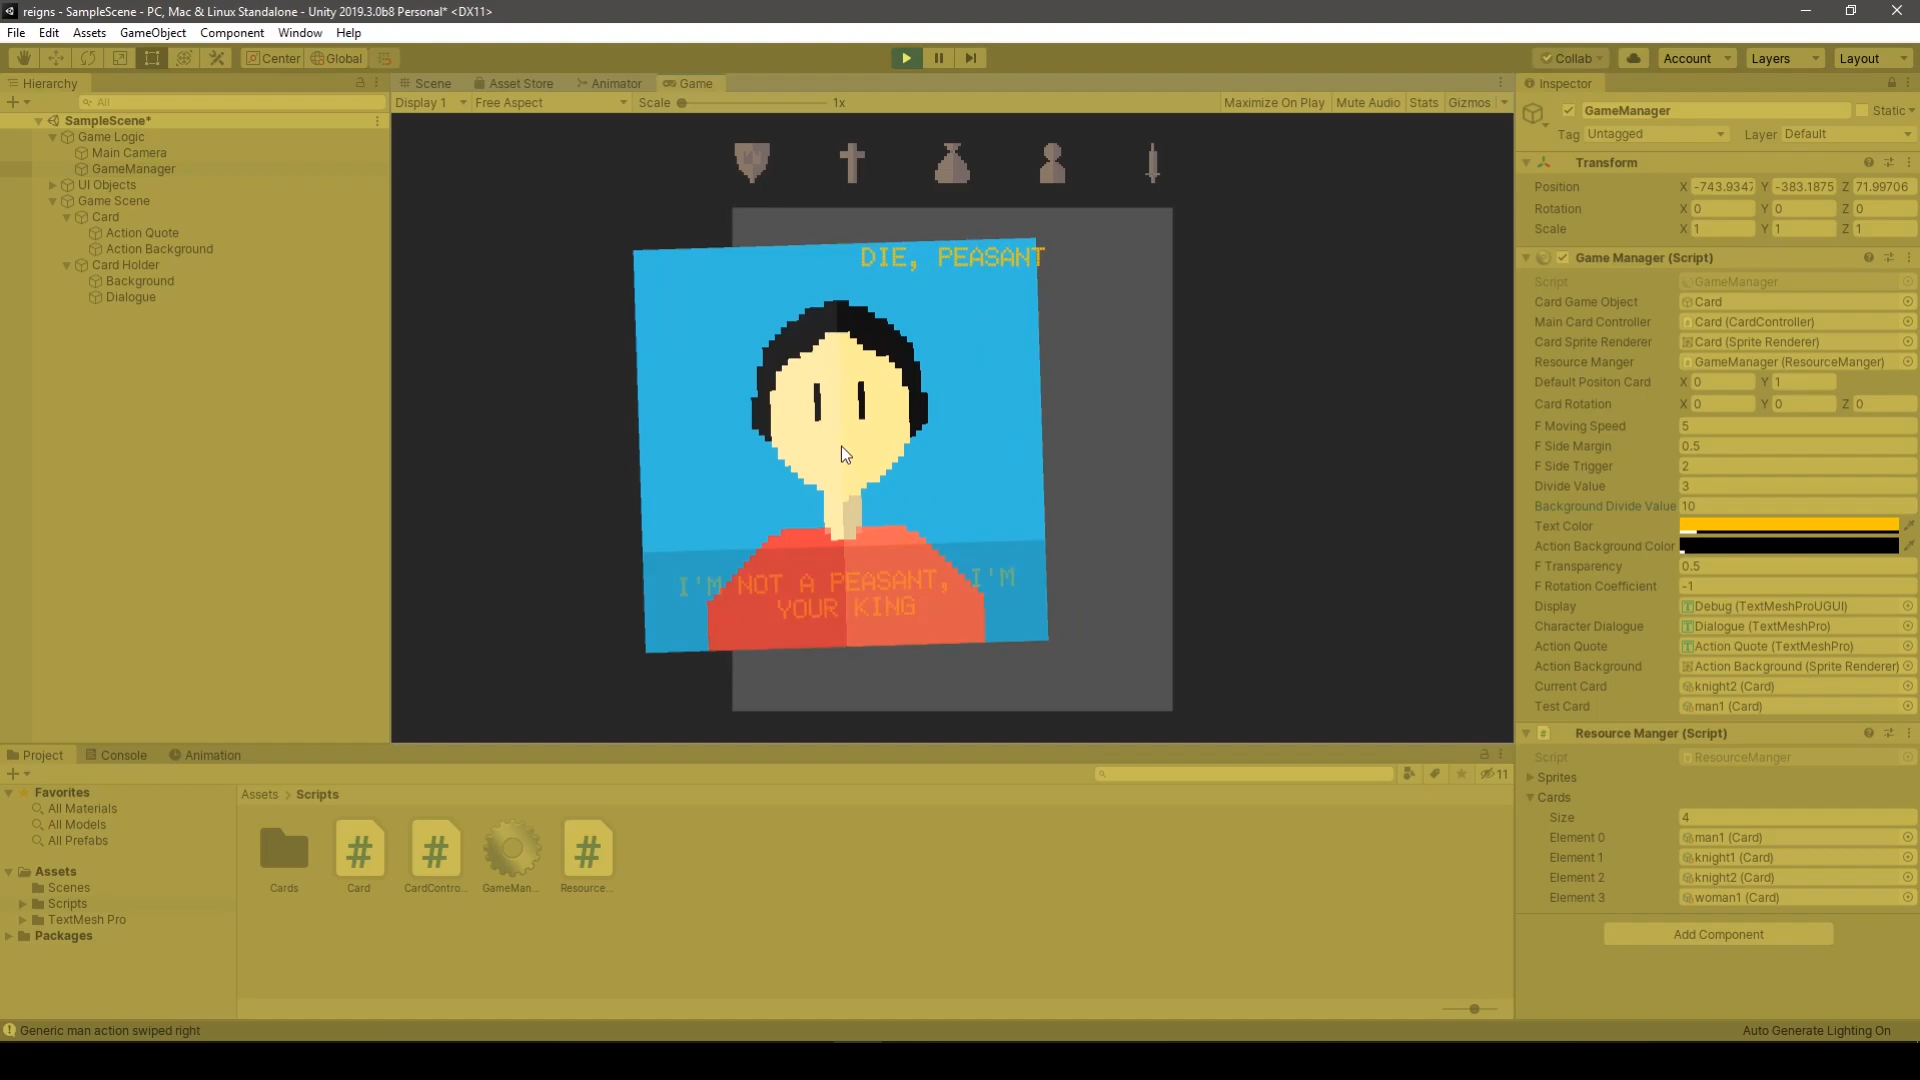 reigns - SampleScene - PC, Mac & Linux Standalone - Unity 2019.3.0b8 Personal* <DX11>
File Edit Assets GameObject Component Window Help
Center Global Collab Account Layers Layout
Hierarchy
All
SampleScene*
Game Logic
Main Camera
GameManager
UI Objects
Game Scene
Card
Action Quote
Action Background
Card Holder
Background
Dialogue
Scene Asset Store Animator Game
Display 1 Free Aspect Scale 1x Maximize On Play Mute Audio Stats Gizmos
DIE, PEASANT
I'M NOT A PEASANT, I'M
YOUR KING
Inspector
GameManager Static
Tag Untagged Layer Default
Transform
Position X -743.934 Y -383.1875 Z 71.99706
Rotation X 0 Y 0 Z 0
Scale X 1 Y 1 Z 1
Game Manager (Script)
Script GameManager
Card Game Object Card
Main Card Controller Card (CardController)
Card Sprite Renderer Card (Sprite Renderer)
Resource Manger GameManager (ResourceManger)
Default Positon Card X 0 Y 1
Card Rotation X 0 Y 0 Z 0
F Moving Speed 5
F Side Margin 0.5
F Side Trigger 2
Divide Value 3
Background Divide Value 10
Text Color
Action Background Color
F Transparency 0.5
F Rotation Coefficient -1
Display Debug (TextMeshProUGUI)
Character Dialogue Dialogue (TextMeshPro)
Action Quote Action Quote (TextMeshPro)
Action Background Action Background (Sprite Renderer)
Current Card knight2 (Card)
Test Card man1 (Card)
Resource Manger (Script)
Script ResourceManger
Sprites
Cards
Size 4
Element 0 man1 (Card)
Element 1 knight1 (Card)
Element 2 knight2 (Card)
Element 3 woman1 (Card)
Add Component
Project Console Animation
11
Favorites
All Materials
All Models
All Prefabs
Assets
Scenes
Scripts
TextMesh Pro
Packages
Assets > Scripts
Cards Card CardContro... GameMan... Resource...
Generic man action swiped right
Auto Generate Lighting On